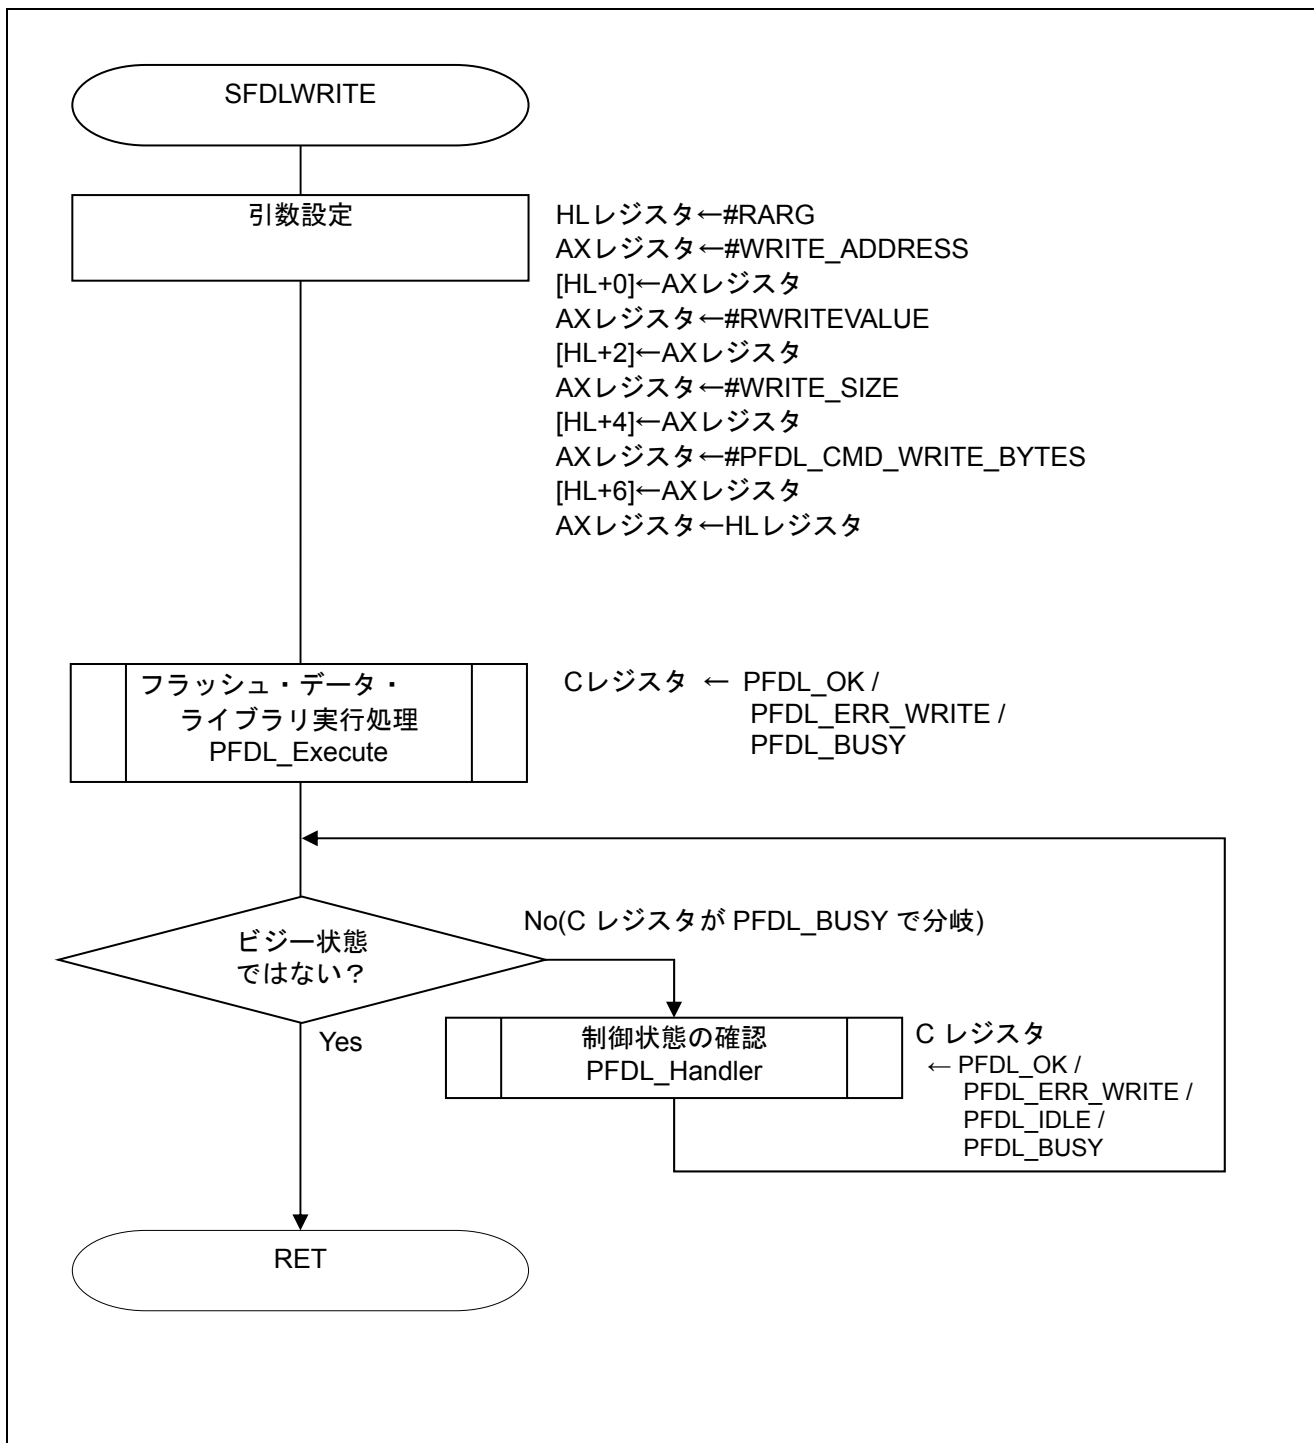 SFDLWRITE
引数設定
HLレジスタ←#RARG
AXレジスタ←#WRITE_ADDRESS
[HL+0]←AXレジスタ
AXレジスタ←#RWRITEVALUE
[HL+2]←AXレジスタ
AXレジスタ←#WRITE_SIZE
[HL+4]←AXレジスタ
AXレジスタ←#PFDL_CMD_WRITE_BYTES
[HL+6]←AXレジスタ
AXレジスタ←HLレジスタ
フラッシュ・データ・
ライブラリ実行処理
PFDL_Execute
Cレジスタ ← PFDL_OK /
PFDL_ERR_WRITE /
PFDL_BUSY
ビジー状態
ではない？
No(C レジスタが PFDL_BUSY で分岐)
Yes
制御状態の確認
PFDL_Handler
C レジスタ
← PFDL_OK /
PFDL_ERR_WRITE /
PFDL_IDLE /
PFDL_BUSY
RET